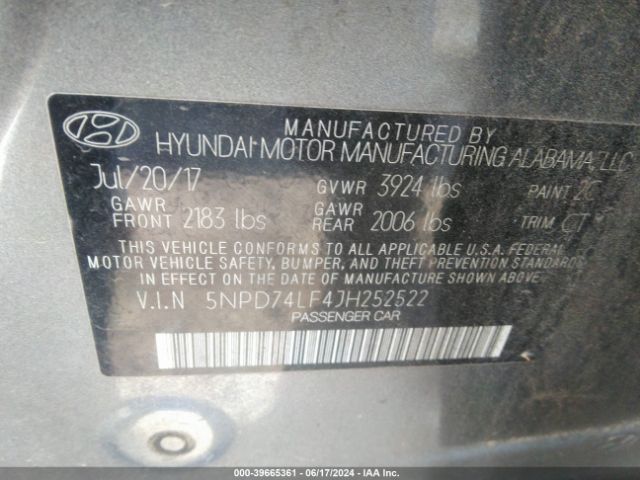 MANUFACTURED BY
HYUNDAI MOTOR MANUFACTURING ALABAMA, LLC
Jul/20/17 GVWR 3924 lbs PAINT
GAWR FRONT 2183 lbs GAWR REAR 2006 lbs TRIM CT
THIS VEHICLE CONFORMS TO ALL APPLICABLE U.S.A. FEDERAL
MOTOR VEHICLE SAFETY, BUMPER, AND THEFT PREVENTION STANDARDS
IN EFFECT ON THE DATE OF MANUFACTURE SHOWN ABOVE.
V.I.N 5NPD74LF4JH252522
PASSENGER CAR
000-39665361 - 06/17/2024 - IAA Inc.